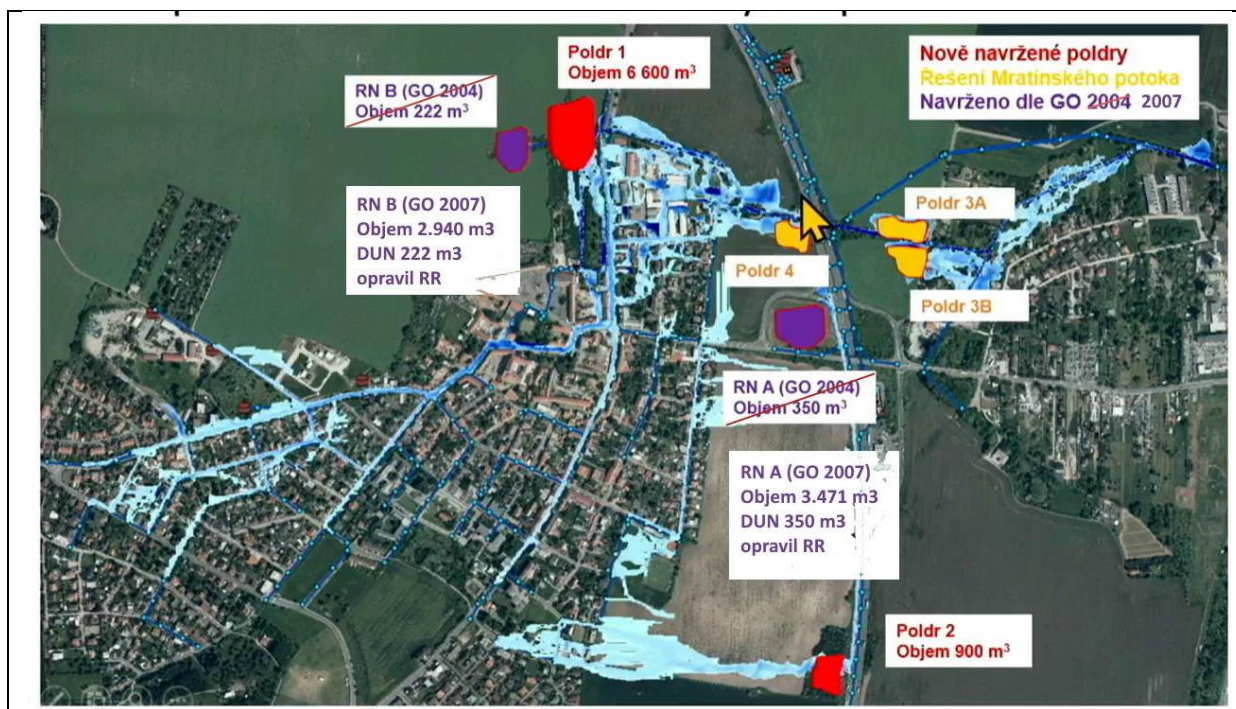 Poldr 1
Objem 6 600 m³
Nově navržené poldry
Řešení Mratínského potoka
Navrženo dle GO 2004 2007
RN B (GO 2004)
Objem 222 m³
RN B (GO 2007)
Objem 2.940 m3
DUN 222 m3
opravil RR
Poldr 3A
Poldr 4
Poldr 3B
RN A (GO 2004)
Objem 350 m³
RN A (GO 2007)
Objem 3.471 m3
DUN 350 m3
opravil RR
Poldr 2
Objem 900 m³